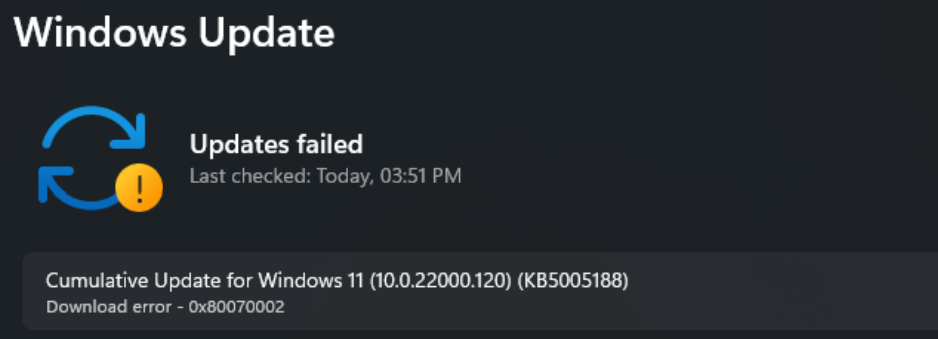 Windows Update
Updates failed
Last checked: Today, 03:51 PM
Cumulative Update for Windows 11 (10.0.22000.120) (KB5005188)
Download error - 0x80070002